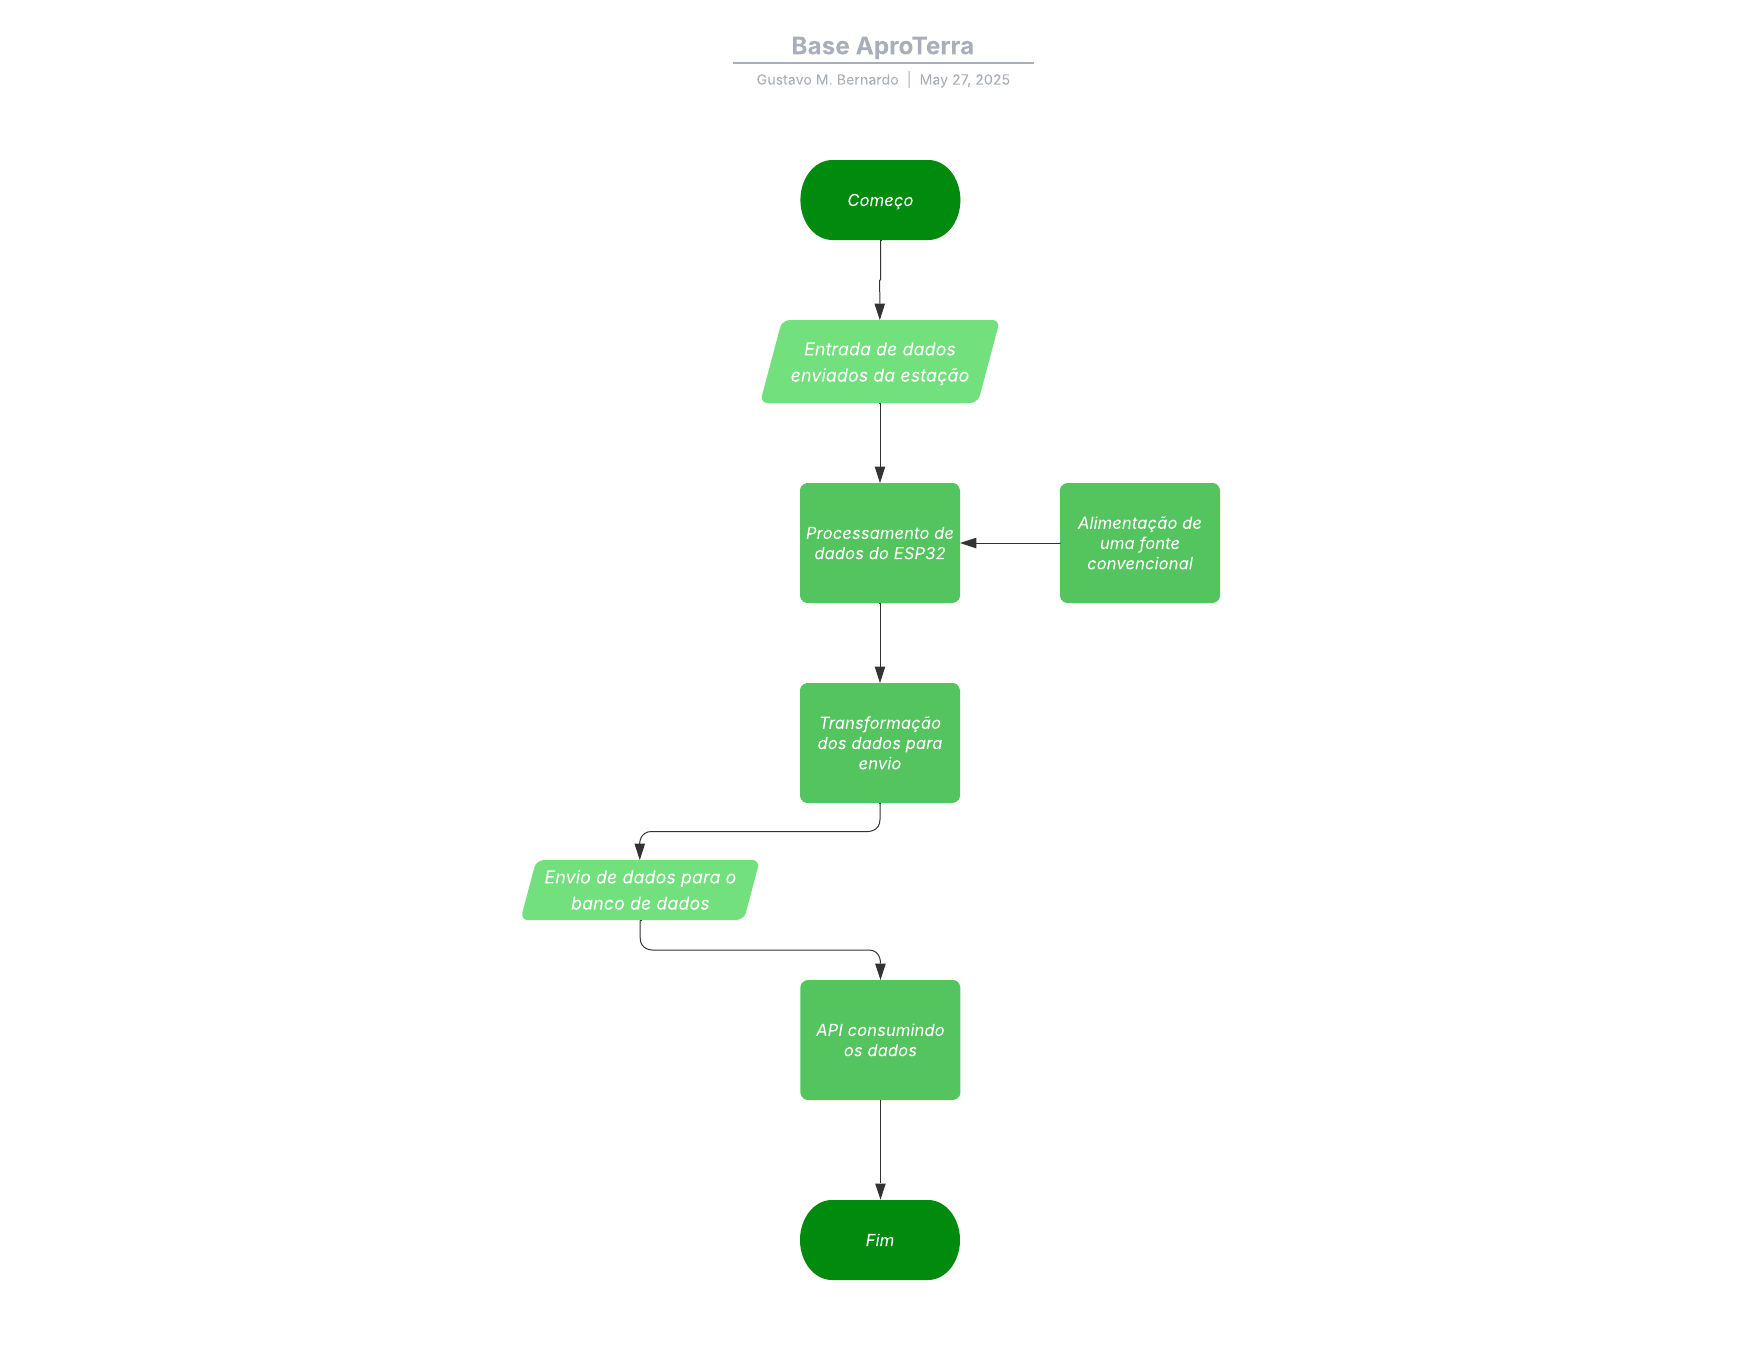 Base AproTerra
Gustavo M. Bernardo | May 27, 2025
Começo
Entrada de dados
enviados da estação
Processamento de
dados do ESP32
Alimentação de
uma fonte
convencional
Transformação
dos dados para
envio
Envio de dados para o
banco de dados
API consumindo
os dados
Fim